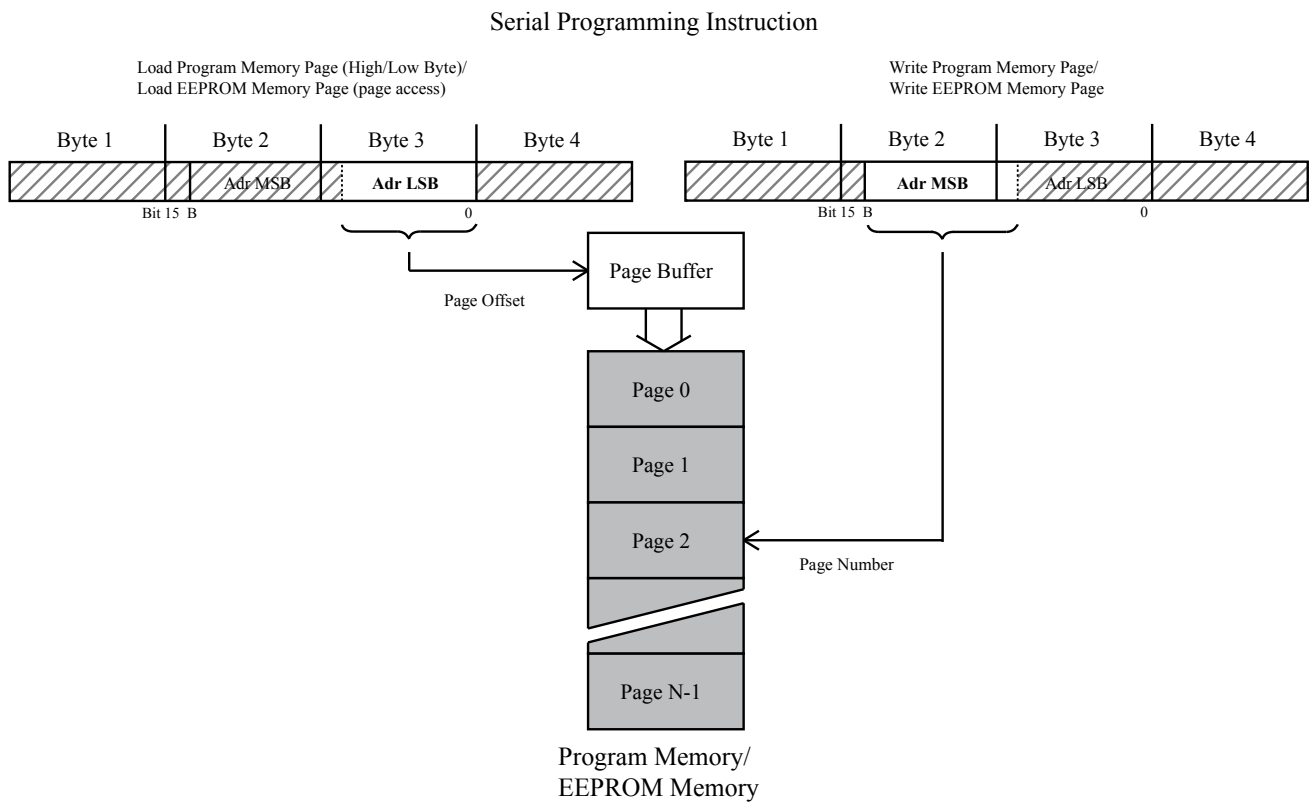 Serial Programming Instruction
Load Program Memory Page (High/Low Byte)/
Load EEPROM Memory Page (page access)
Write Program Memory Page/
Write EEPROM Memory Page
Byte 1 Byte 2 Byte 3 Byte 4
Byte 1 Byte 2 Byte 3 Byte 4
Adr MSB Adr LSB
Adr MSB Adr LSB
Bit 15 B 0
Bit 15 B 0
Page Buffer
Page Offset
Page 0
Page 1
Page 2
Page Number
Page N-1
Program Memory/
EEPROM Memory